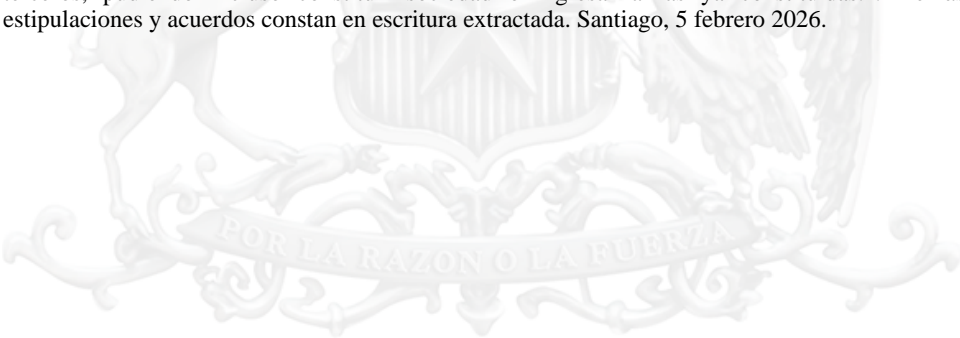 estipulaciones y acuerdos constan en escritura extractada. Santiago, 5 febrero 2026.
POR LA RAZON O LA FUERZA